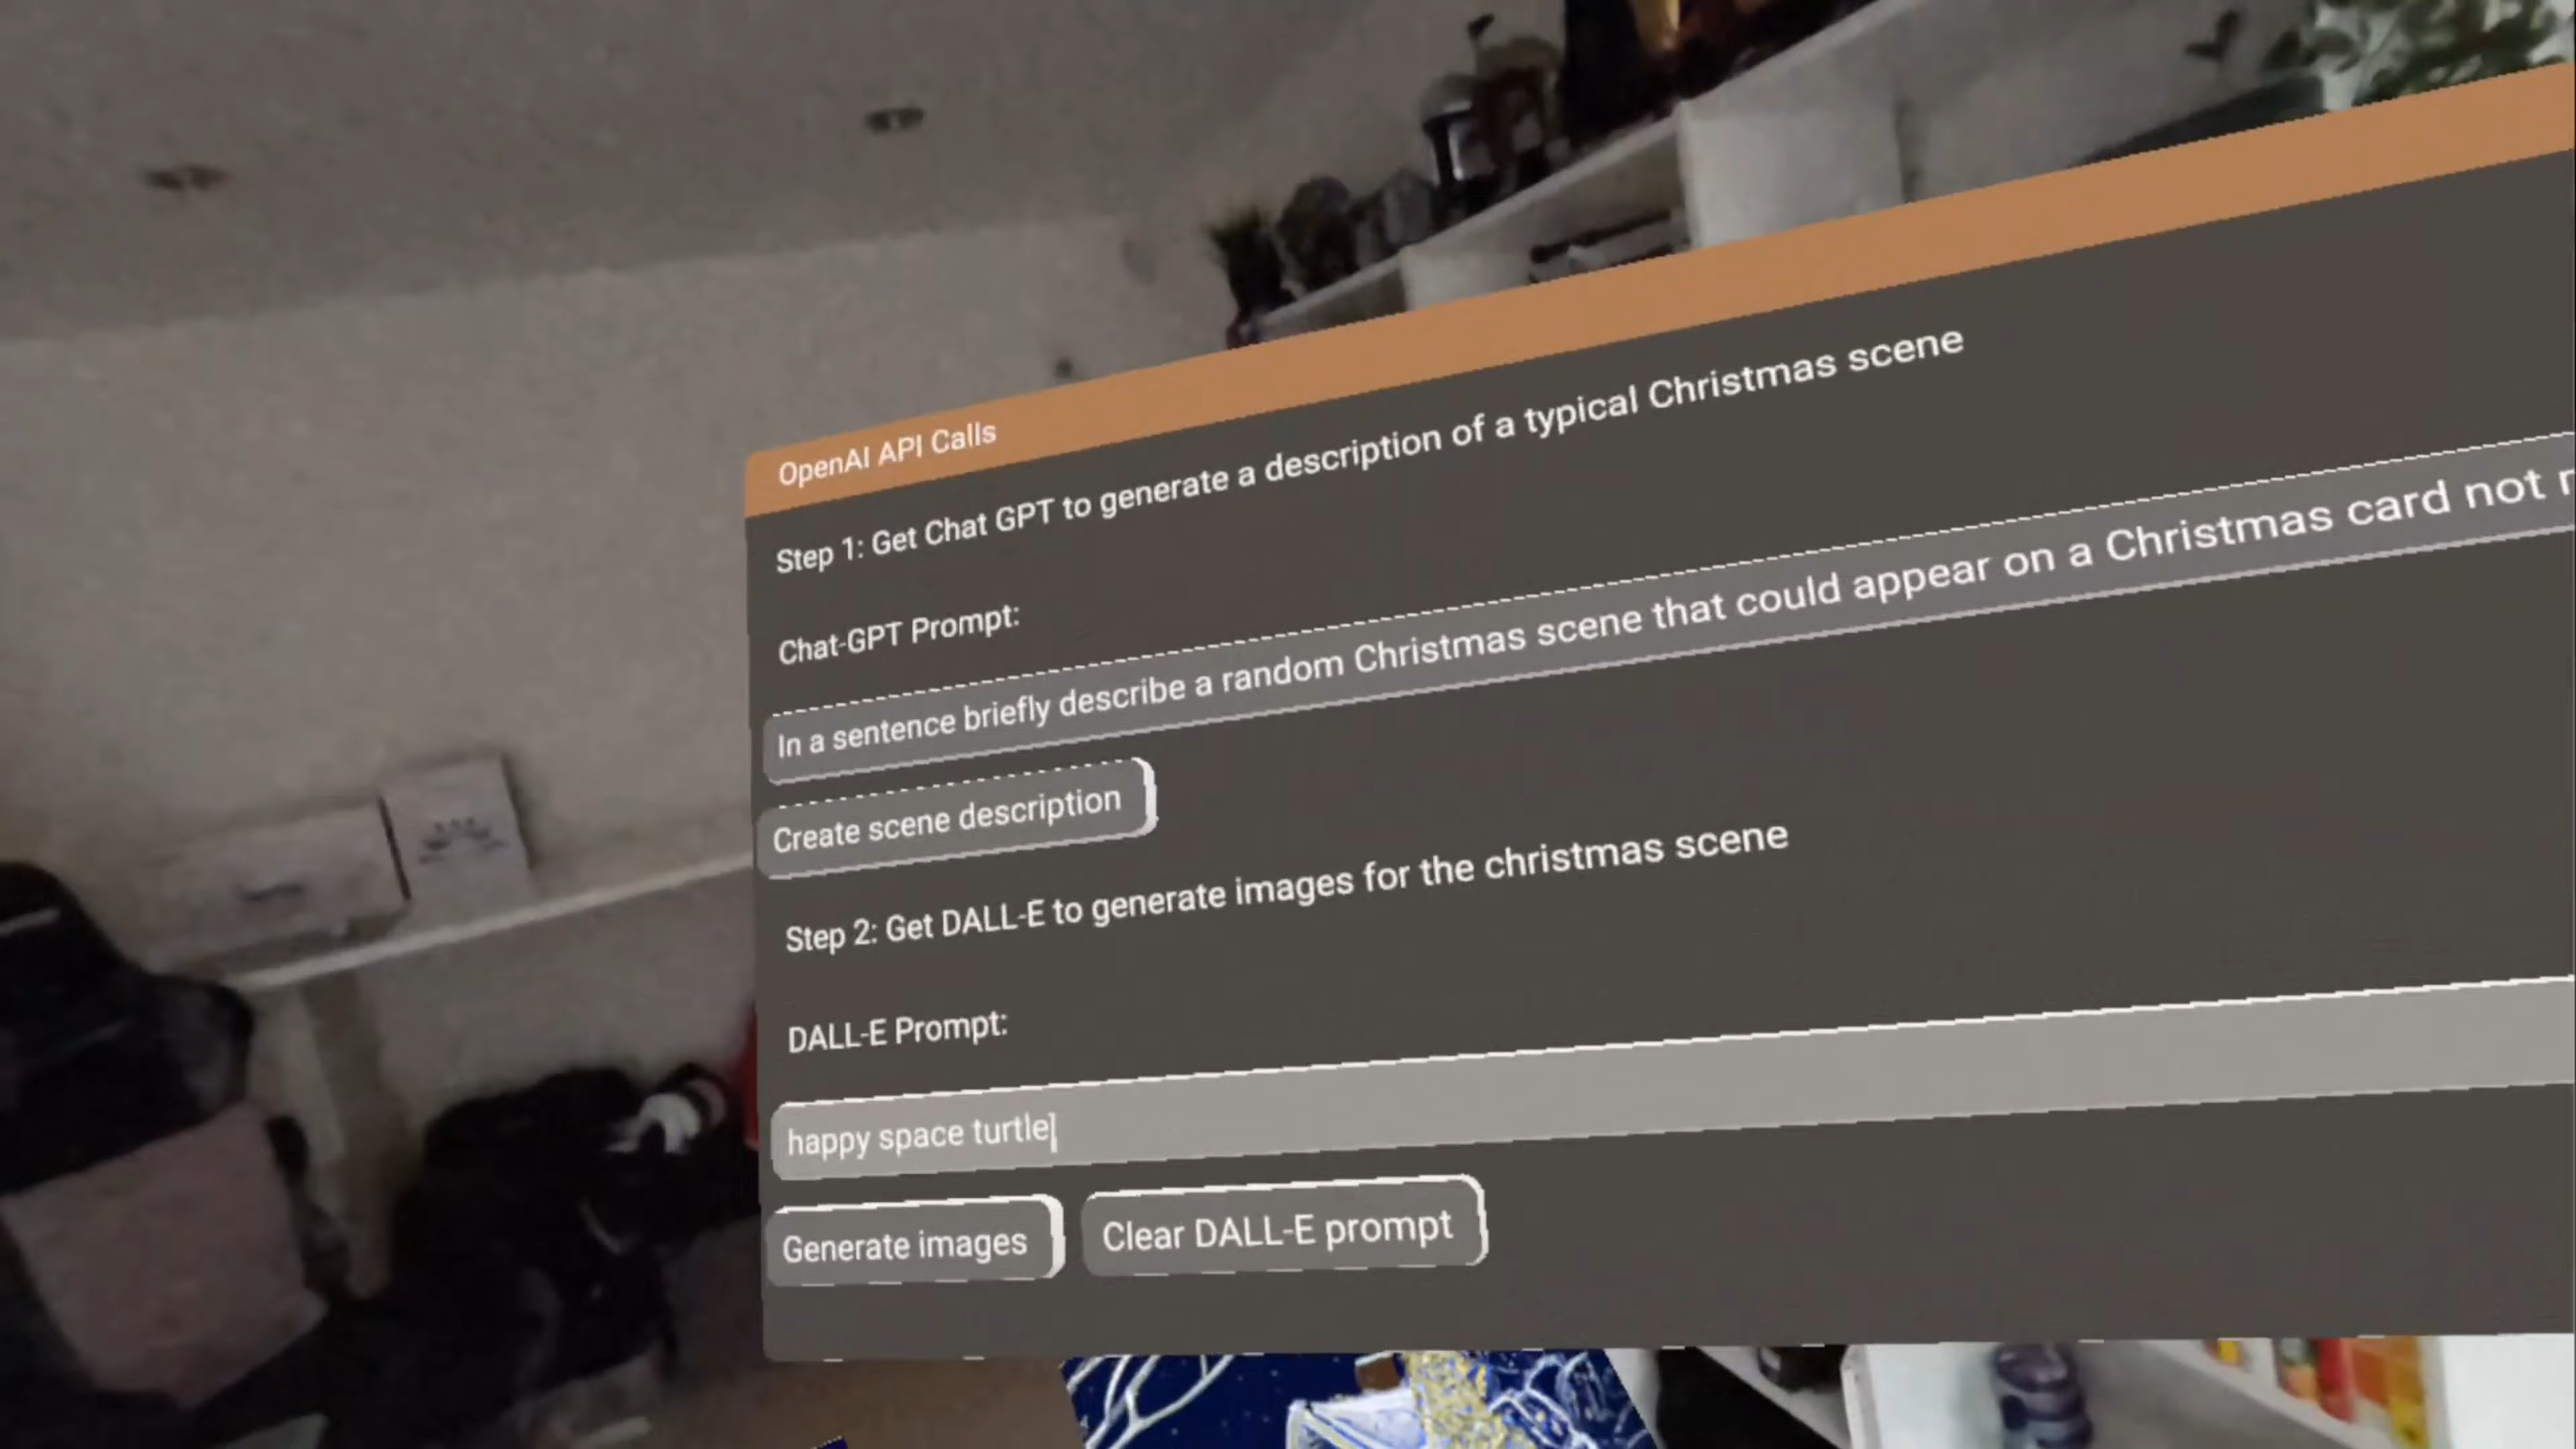 OpenAI API Calls
Step 1: Get Chat GPT to generate a description of a typical Christmas scene
Chat-GPT Prompt:
In a sentence briefly describe a random Christmas scene that could appear on a Christmas card not
Create scene description
Step 2: Get DALL-E to generate images for the christmas scene
DALL-E Prompt:
happy space turtle
Generate images
Clear DALL-E prompt